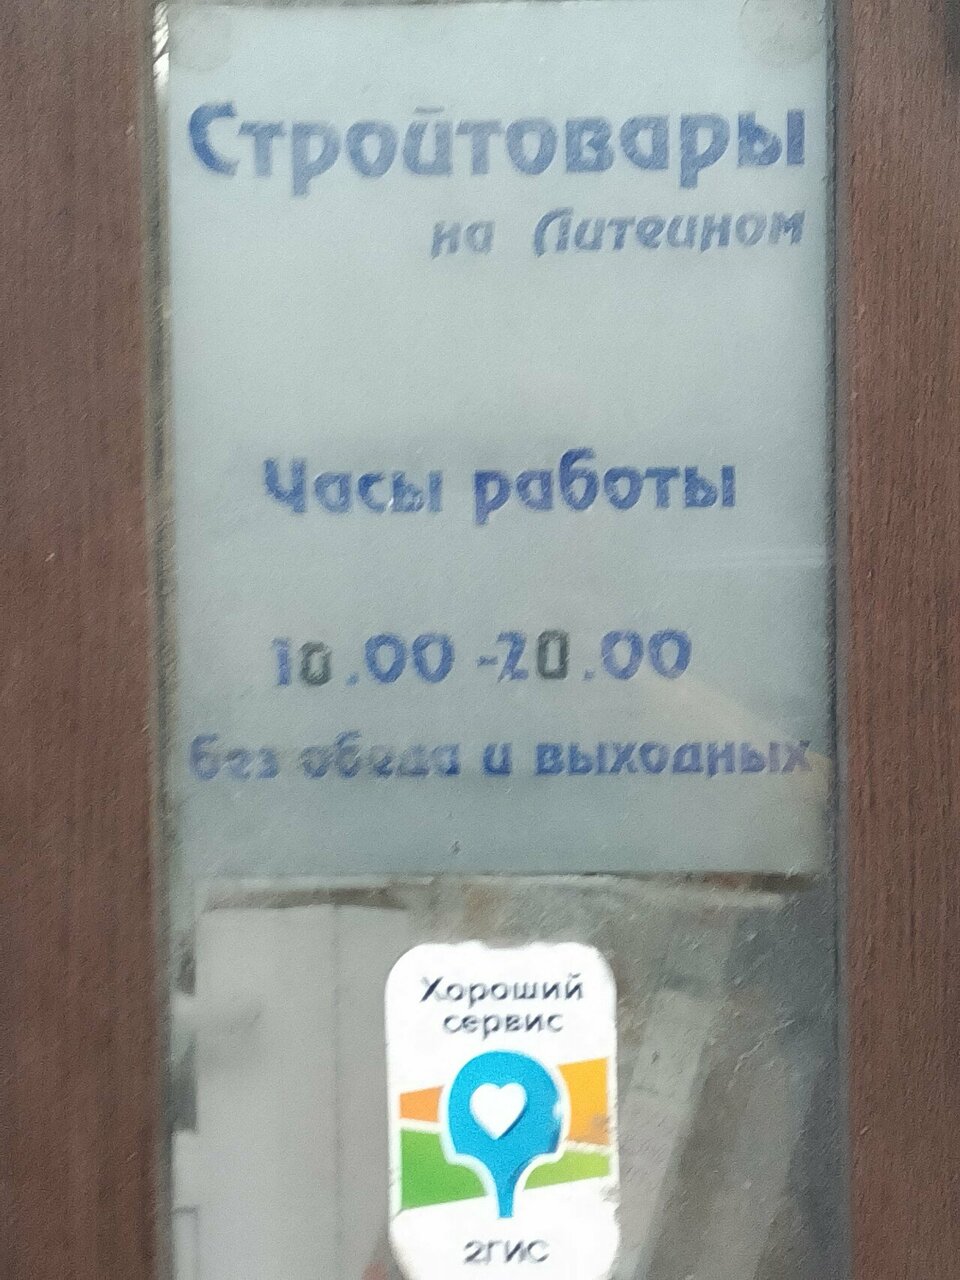 Стройтовары
на Литейном
Часы работы
10.00-20.00
без обеда и выходных
Хороший
сервис
2ГИС